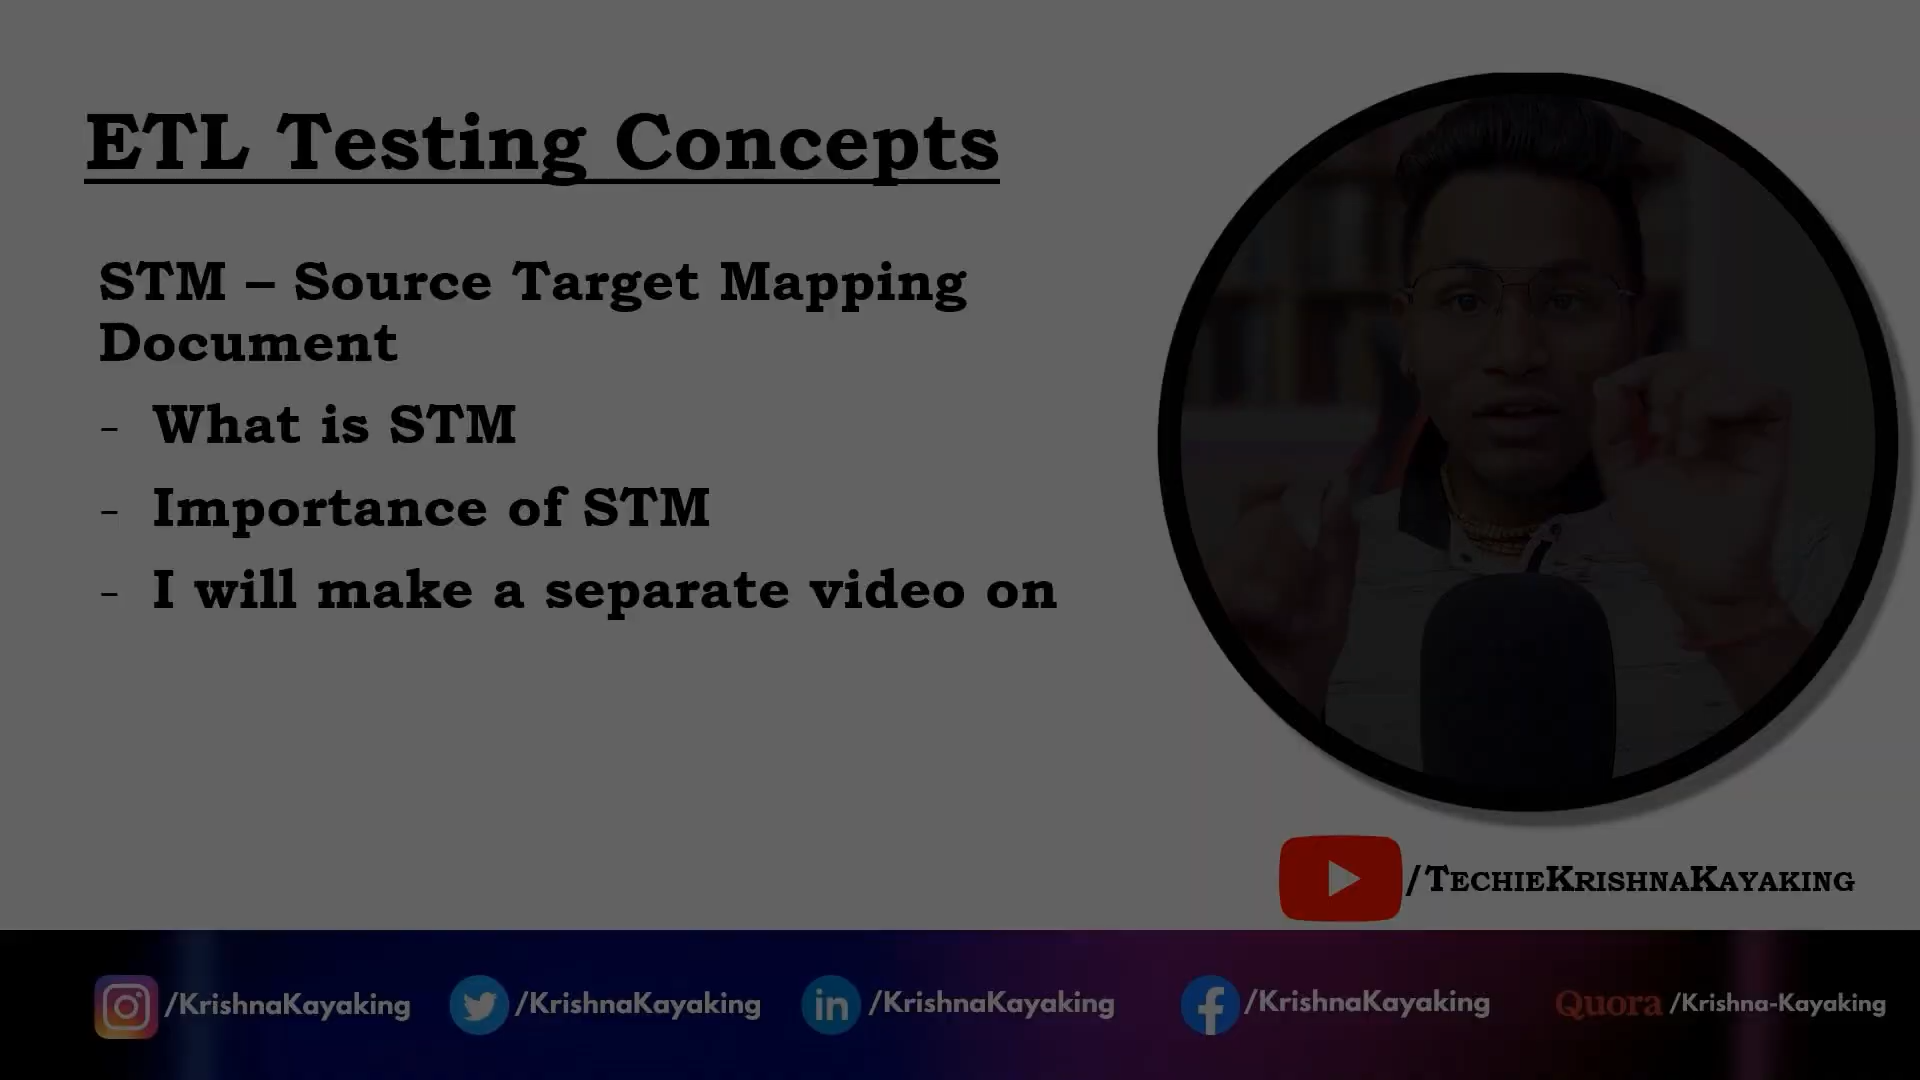 ETL Testing Concepts
STM – Source Target Mapping
Document
- What is STM
- Importance of STM
- I will make a separate video on
/TechieKrishnaKayaking
/KrishnaKayaking
/KrishnaKayaking
in /KrishnaKayaking
/KrishnaKayaking
Quora /Krishna-Kayaking